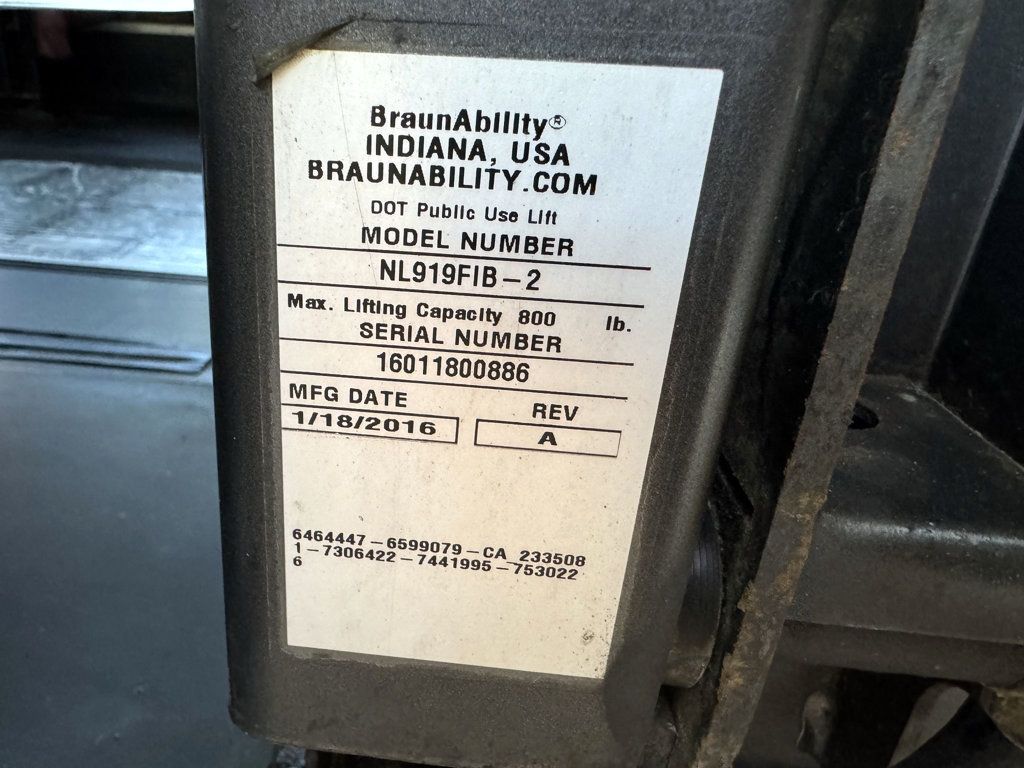 BraunAbility®
INDIANA, USA
BRAUNABILITY.COM
DOT Public Use Lift
MODEL NUMBER
NL919FIB-2
Max. Lifting Capacity 800 lb.
SERIAL NUMBER
16011800886
MFG DATE REV
1/18/2016 A
6464447-6599079-CA 233508
1-7306422-7441995-753022
6